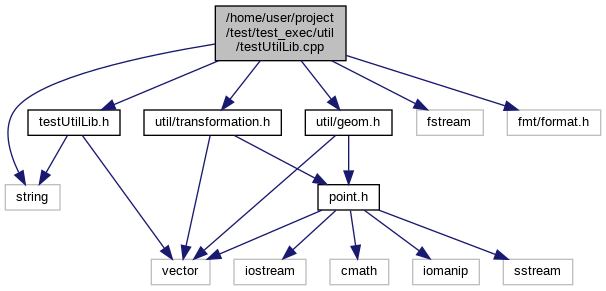 /home/user/project
/test/test_exec/util
/testUtilLib.cpp
testUtilLib.h
util/transformation.h
util/geom.h
fstream
fmt/format.h
string
point.h
vector
iostream
cmath
iomanip
sstream